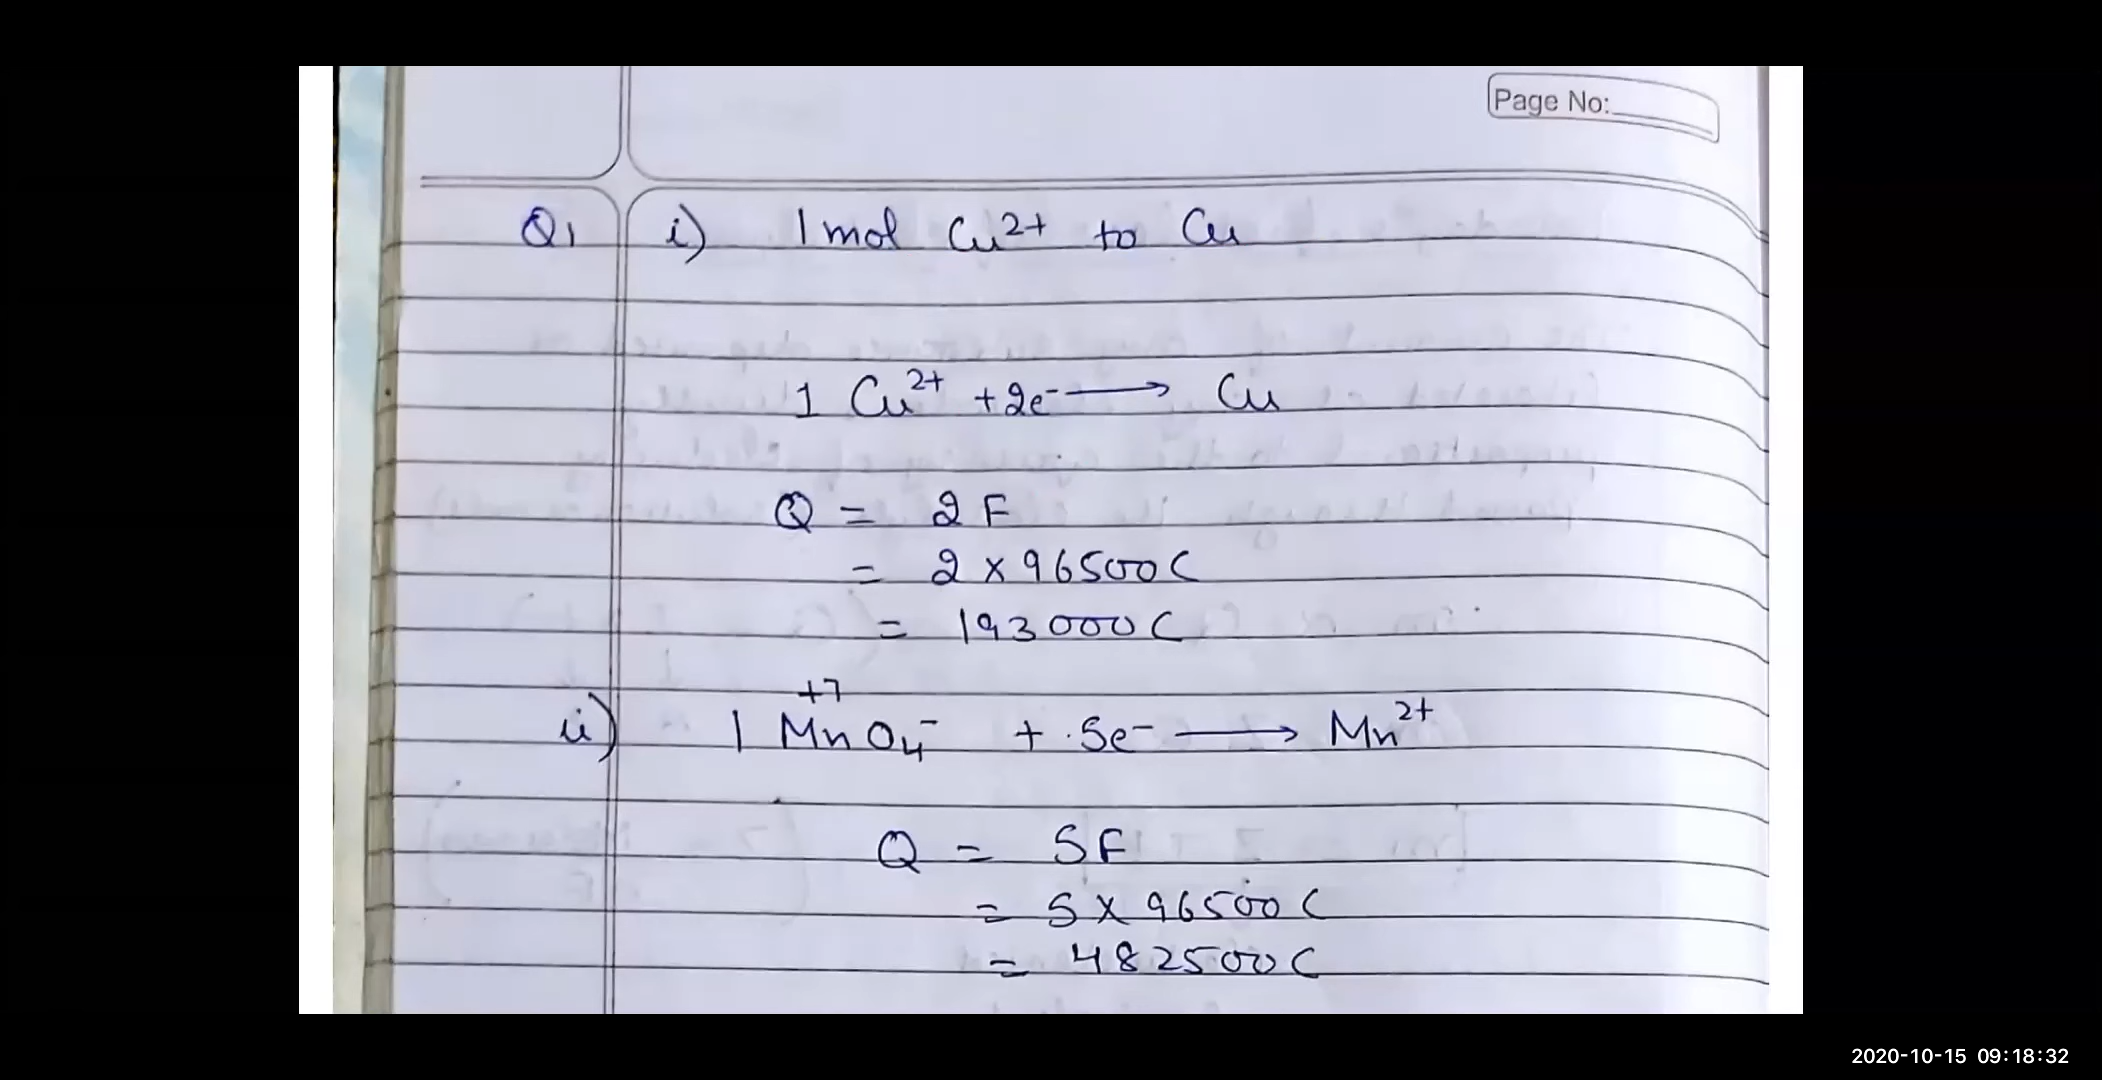 Page No:
Q1 i) 1 mol Cu2+ to Cu
1 Cu2+ + 2e- → Cu
Q = 2 F
= 2 × 96500 C
= 193000 C
+7
ii) 1 MnO4- + 5e- → Mn2+
Q = 5F
= 5 × 96500 C
= 482500 C
2020-10-15 09:18:32